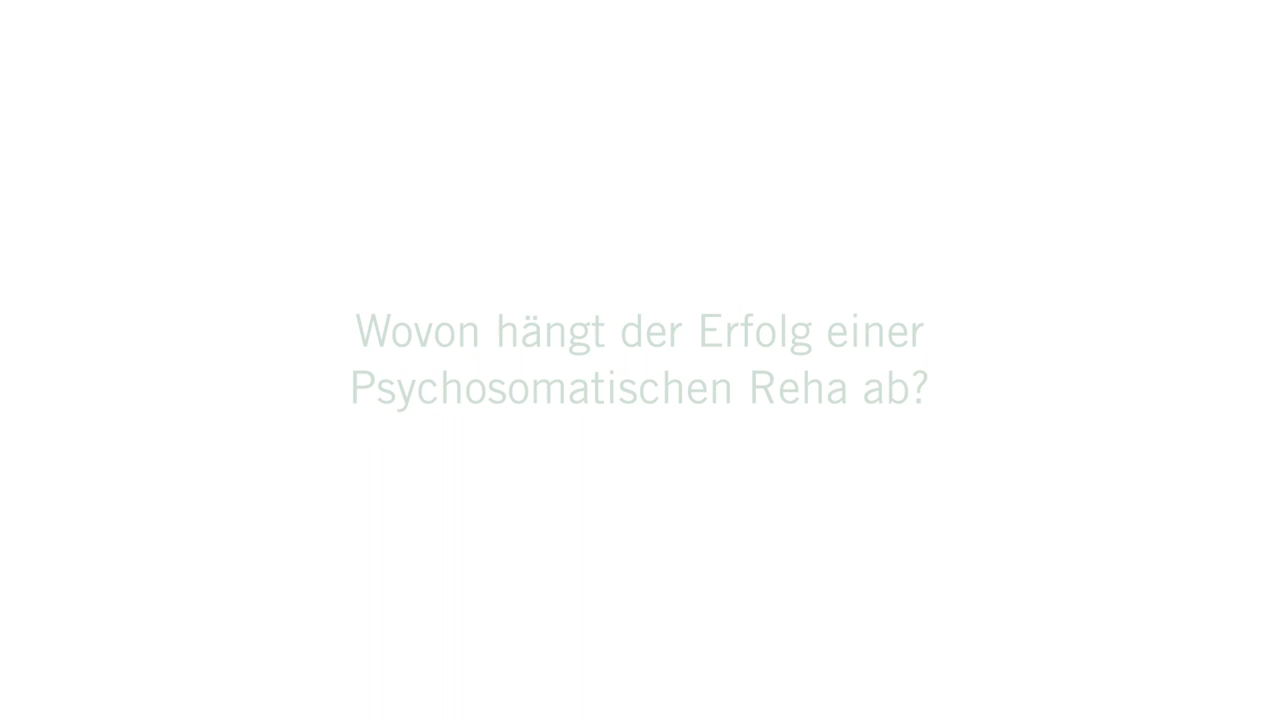 Wovon hängt der Erfolg einer
Psychosomatischen Reha ab?